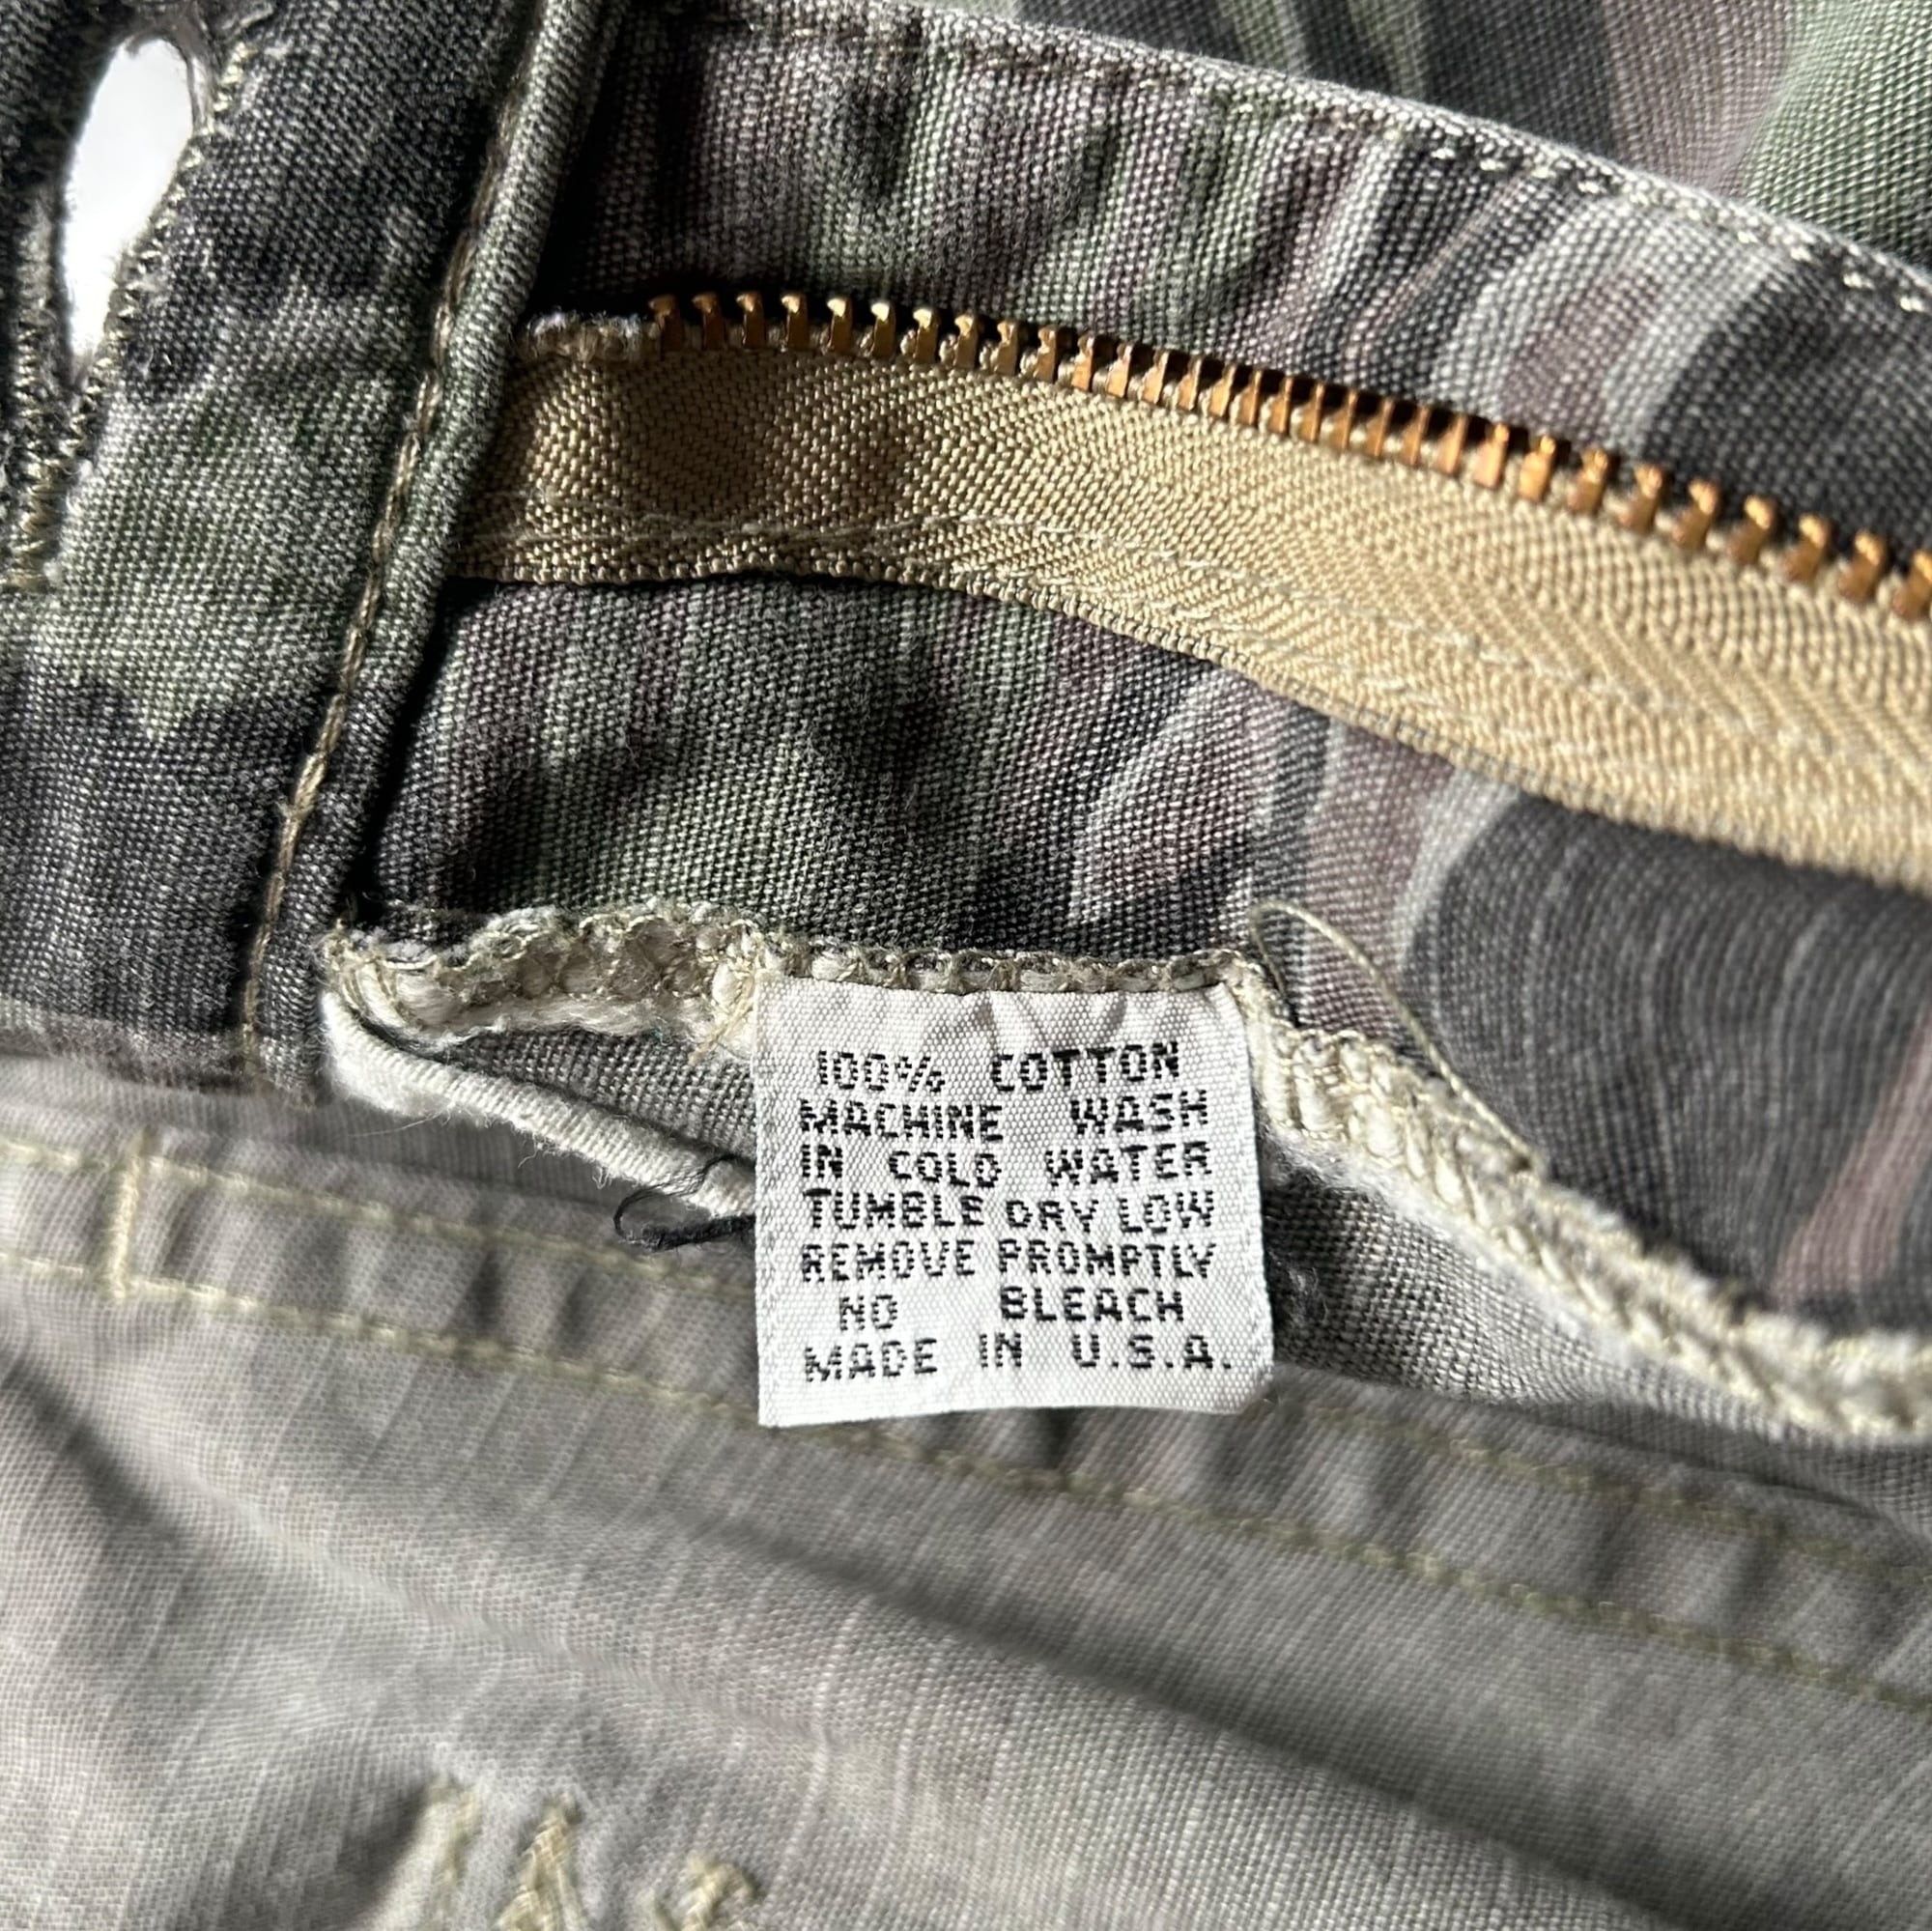 100% COTTON
MACHINE WASH
IN COLD WATER
TUMBLE DRY LOW
REMOVE PROMPTLY
NO BLEACH
MADE IN U.S.A.